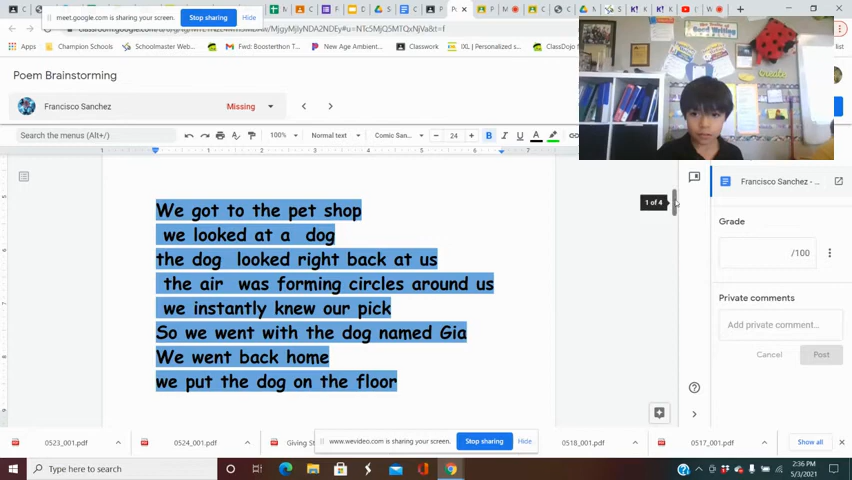 meet.google.com is sharing your screen.
Stop sharing
Hide
Apps
Champion Schools
Schoolmaster Web...
Fwd: Boosterthon T...
New Age Ambient...
Classwork
IXL | Personalized s...
ClassDojo f
Poem Brainstorming
Francisco Sanchez
Missing
Search the menus (Alt+/)
100%
Normal text
Comic San...
24
B
I
U
A
1 of 4
We got to the pet shop
we looked at a dog
the dog looked right back at us
the air was forming circles around us
we instantly knew our pick
So we went with the dog named Gia
We went back home
we put the dog on the floor
Francisco Sanchez - ...
Grade
/100
Private comments
Add private comment...
Cancel
Post
0523_001.pdf
0524_001.pdf
Giving St
www.wevideo.com is sharing your screen.
Stop sharing
Hide
0518_001.pdf
0517_001.pdf
Show all
Type here to search
2:36 PM
5/3/2021